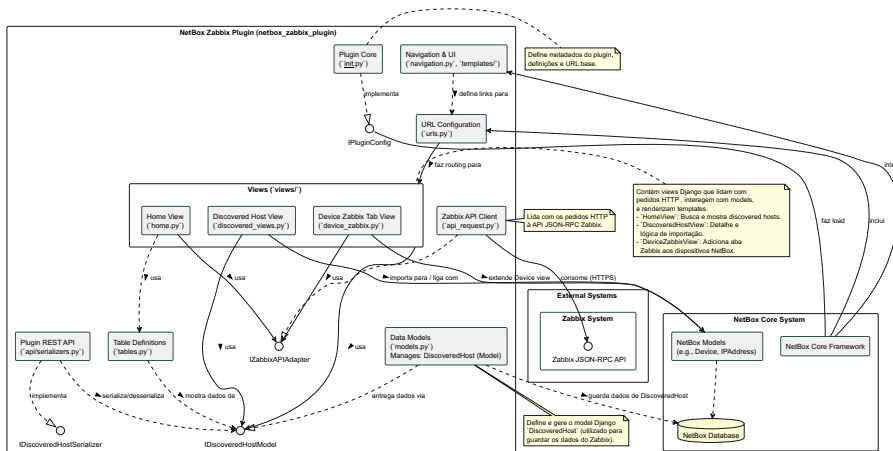 NetBox Zabbix Plugin (netbox_zabbix_plugin)
Plugin Core
(`init.py`)
Navigation & UI
(`navigation.py`, `templates/`)
Define metadados do plugin,
definições e URL base.
implementa
define links para
IPluginConfig
URL Configuration
(`urls.py`)
faz routing para
Views (`views/`)
Home View
(`home.py`)
Discovered Host View
(`discovered_views.py`)
Device Zabbix Tab View
(`device_zabbix.py`)
Zabbix API Client
(`api_request.py`)
Lida com os pedidos HTTP
à API JSON-RPC Zabbix.
Contém views Django que lidam com
pedidos HTTP , interagem com models,
e renderizam templates.
- `HomeView`: Busca e mostra discovered hosts.
- `DiscoveredHostView`: Detalhe e
lógica de importação.
- `DeviceZabbixView`: Adiciona aba
Zabbix aos dispositivos NetBox.
faz load
inclui
inte
usa
usa
usa
importa para / liga com
extende Device view
consome (HTTPS)
External Systems
Zabbix System
Zabbix JSON-RPC API
NetBox Core System
NetBox Models
(e.g., Device, IPAddress)
NetBox Core Framework
NetBox Database
Plugin REST API
(`api/serializers.py`)
Table Definitions
(`tables.py`)
usa
IZabbixAPIAdapter
usa
Data Models
(`models.py`)
Manages: DiscoveredHost (Model)
implementa
serializa/desserializa
mostra dados de
entrega dados via
guarda dados de DiscoveredHost
IDiscoveredHostSerializer
IDiscoveredHostModel
Define e gere o model Django
`DiscoveredHost` (utilizado para
guardar os dados do Zabbix).